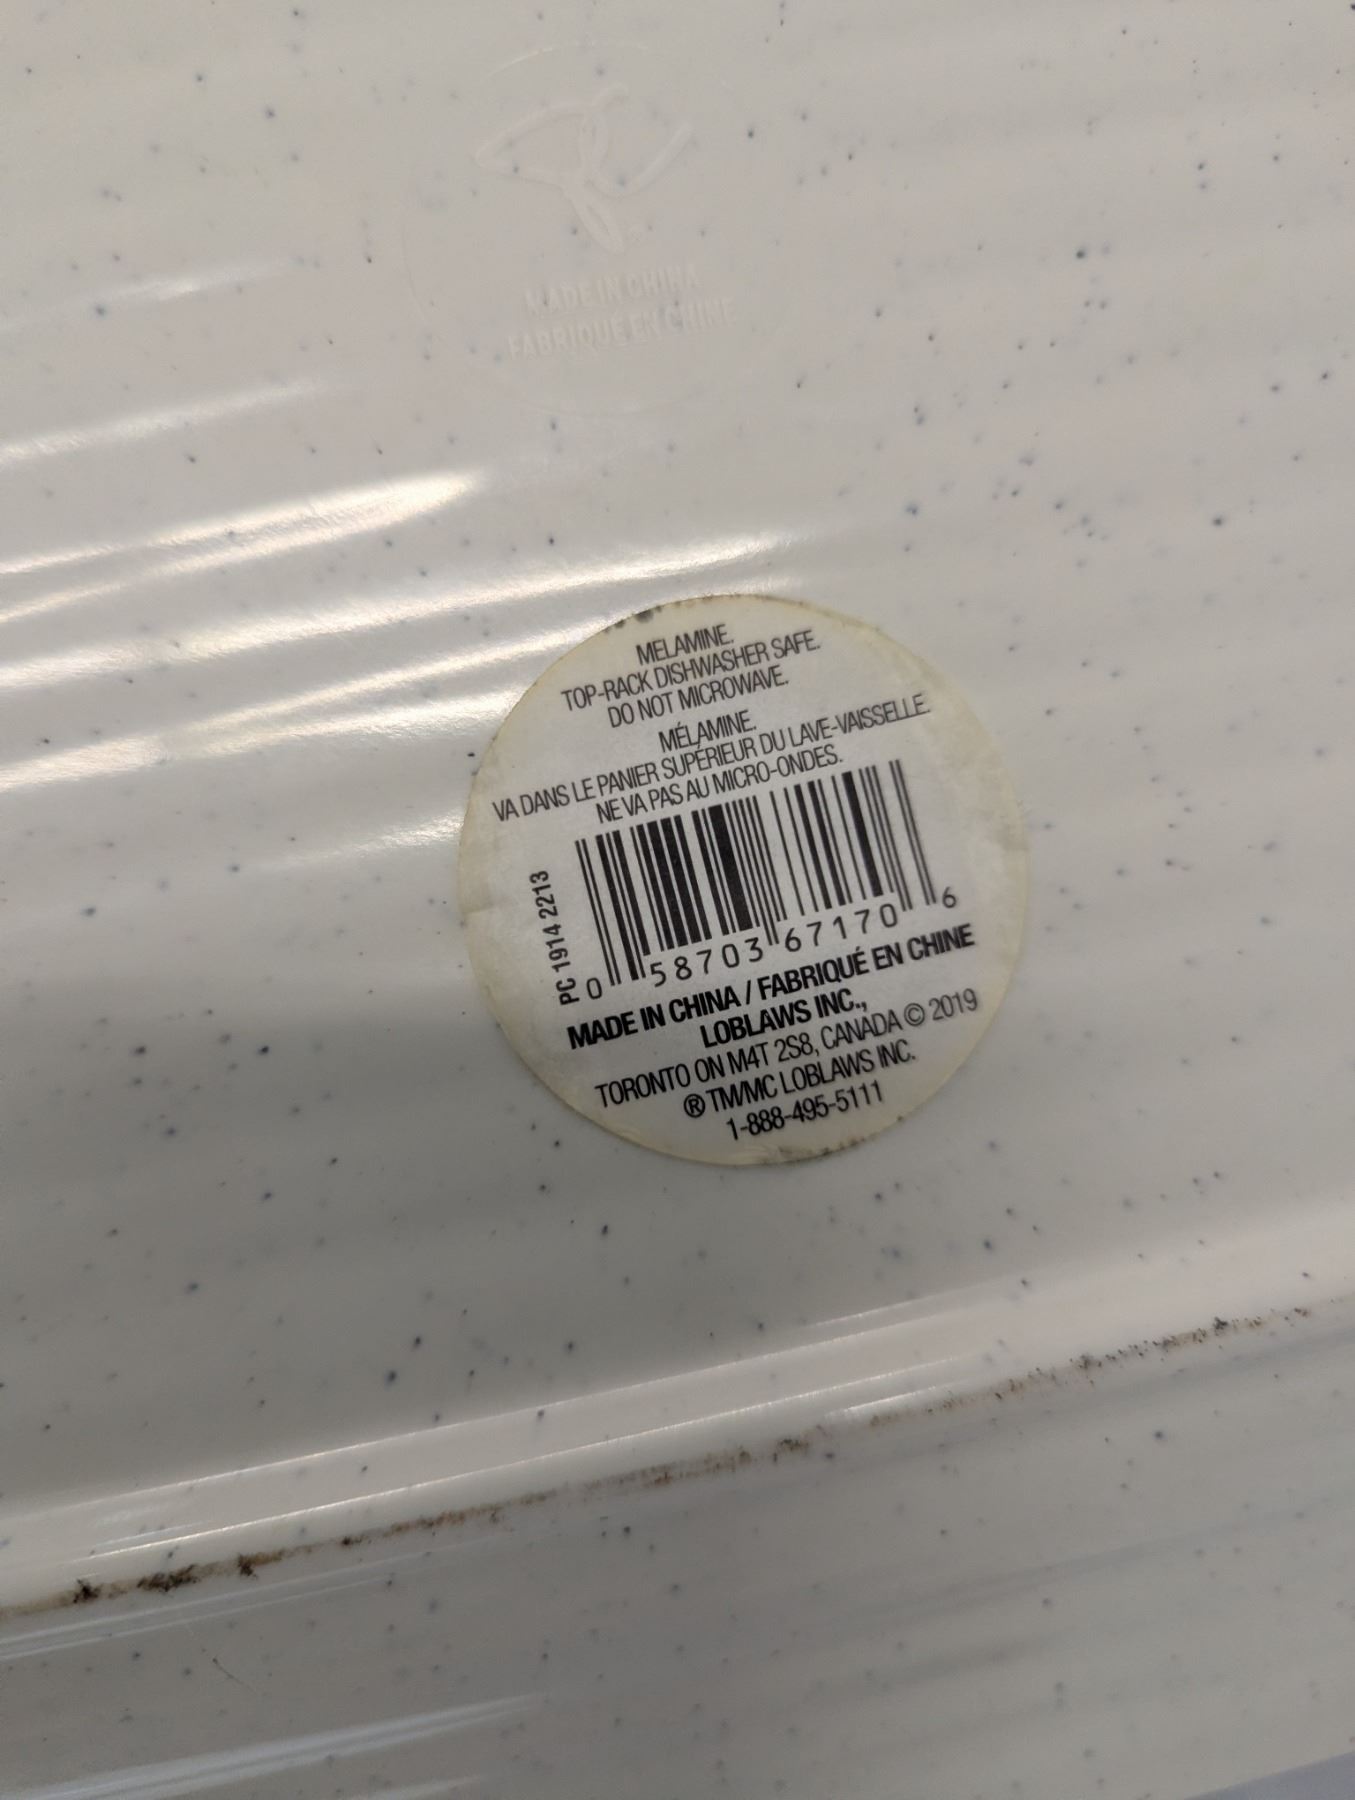 MADE IN CHINA
FABRIQUÉ EN CHINE
MELAMINE.
TOP-RACK DISHWASHER SAFE.
DO NOT MICROWAVE.
MÉLAMINE.
VA DANS LE PANIER SUPÉRIEUR DU LAVE-VAISSELLE.
NE VA PAS AU MICRO-ONDES.
PC 1914 2213
0 58703 67170 6
MADE IN CHINA / FABRIQUÉ EN CHINE
LOBLAWS INC.,
TORONTO ON M4T 2S8, CANADA © 2019
® TM/MC LOBLAWS INC.
1-888-495-5111